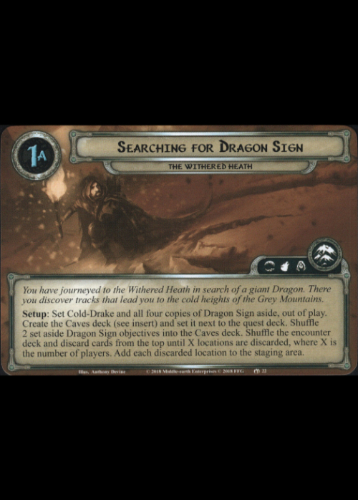 1A
SEARCHING FOR DRAGON SIGN
THE WITHERED HEATH
You have journeyed to the Withered Heath in search of a giant Dragon. There
you discover tracks that lead you to the cold heights of the Grey Mountains.
Setup: Set Cold-Drake and all four copies of Dragon Sign aside, out of play.
Create the Caves deck (see insert) and set it next to the quest deck. Shuffle
2 set aside Dragon Sign objectives into the Caves deck. Shuffle the encounter
deck and discard cards from the top until X locations are discarded, where X is
the number of players. Add each discarded location to the staging area.
Illus. Anthony Devine © 2018 Middle-earth Enterprises © 2018 FFG